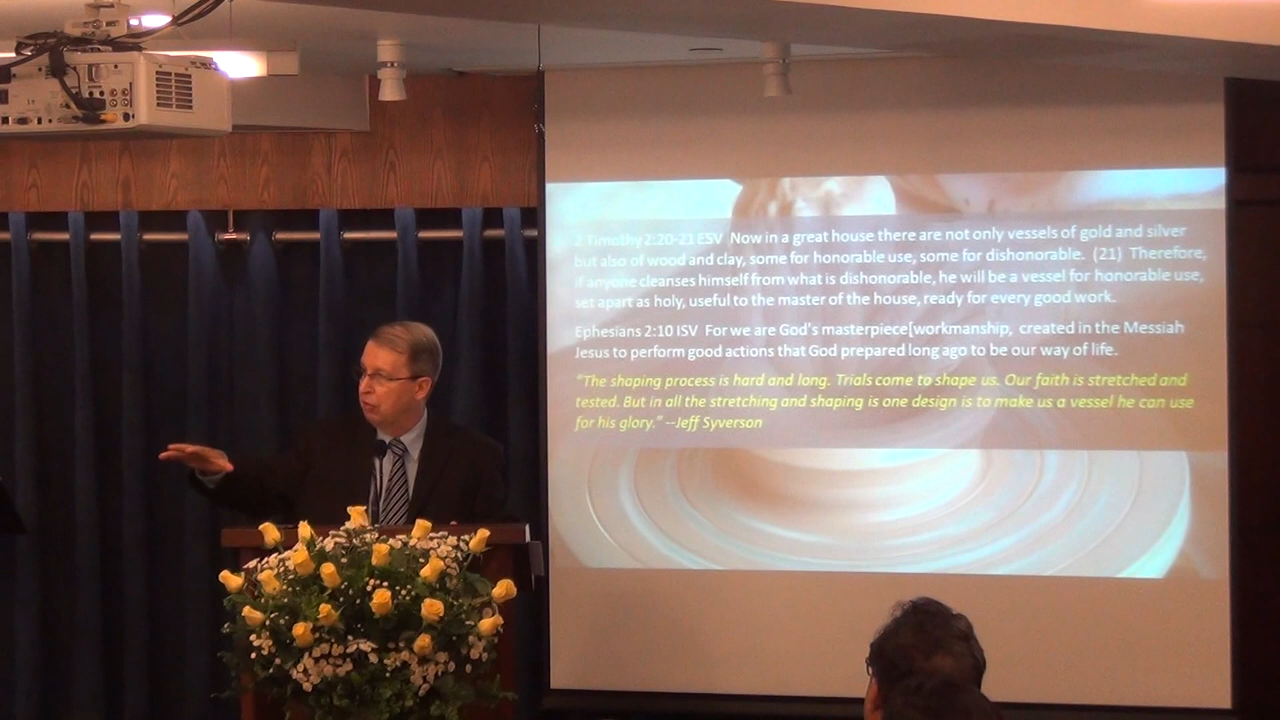 2 Timothy 2:20-21 ESV Now in a great house there are not only vessels of gold and silver
but also of wood and clay, some for honorable use, some for dishonorable. (21) Therefore,
if anyone cleanses himself from what is dishonorable, he will be a vessel for honorable use,
set apart as holy, useful to the master of the house, ready for every good work.
Ephesians 2:10 ISV For we are God's masterpiece[workmanship, created in the Messiah
Jesus to perform good actions that God prepared long ago to be our way of life.
"The shaping process is hard and long. Trials come to shape us. Our faith is stretched and
tested. But in all the stretching and shaping is one design is to make us a vessel he can use
for his glory." --Jeff Syverson